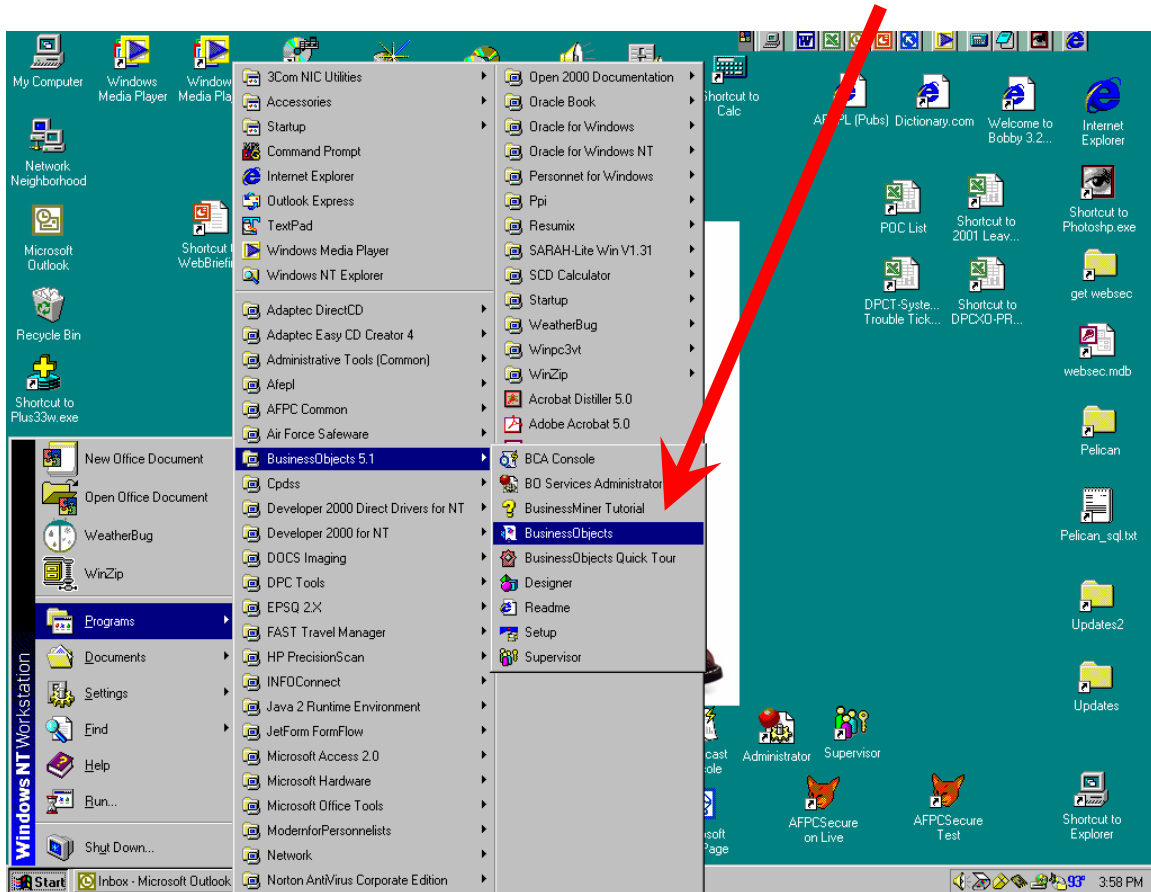 My Computer
Windows
Media Player
Window
Media Pla
Network
Neighborhood
Microsoft
Outlook
Shortcut t
WebBriefi
Recycle Bin
Shortcut to
Plus33w.exe
3Com NIC Utilities
Accessories
Startup
Command Prompt
Internet Explorer
Outlook Express
TextPad
Windows Media Player
Windows NT Explorer
Adaptec DirectCD
Adaptec Easy CD Creator 4
Administrative Tools (Common)
Afepl
AFPC Common
Air Force Safeware
BusinessObjects 5.1
Cpdss
Developer 2000 Direct Drivers for NT
Developer 2000 for NT
DOCS Imaging
DPC Tools
EPSQ 2.X
FAST Travel Manager
HP PrecisionScan
INFOConnect
Java 2 Runtime Environment
JetForm FormFlow
Microsoft Access 2.0
Microsoft Hardware
Microsoft Office Tools
ModernforPersonnelists
Network
Norton AntiVirus Corporate Edition
Open 2000 Documentation
Oracle Book
Oracle for Windows
Oracle for Windows NT
Personnet for Windows
Ppi
Resumix
SARAH-Lite Win V1.31
SCD Calculator
Startup
WeatherBug
Winpc3vt
WinZip
Acrobat Distiller 5.0
Adobe Acrobat 5.0
BCA Console
BO Services Administrator
BusinessMiner Tutorial
BusinessObjects
BusinessObjects Quick Tour
Designer
Readme
Setup
Supervisor
Shortcut to
Calc
PL (Pubs)
Dictionary.com
Welcome to
Bobby 3.2...
Internet
Explorer
POC List
Shortcut to
2001 Leav...
Shortcut to
Photoshp.exe
DPCT-Syste...
Trouble Tick...
Shortcut to
DPCXO-PR...
get websec
websec.mdb
Pelican
Pelican_sql.txt
Updates2
Updates
cast
ole
Administrator
Supervisor
osoft
Page
AFPCSecure
on Live
AFPCSecure
Test
Shortcut to
Explorer
New Office Document
Open Office Document
WeatherBug
WinZip
Programs
Documents
Settings
Find
Help
Run...
Shut Down...
Windows NT Workstation
Start
Inbox - Microsoft Outlook
93°
3:58 PM